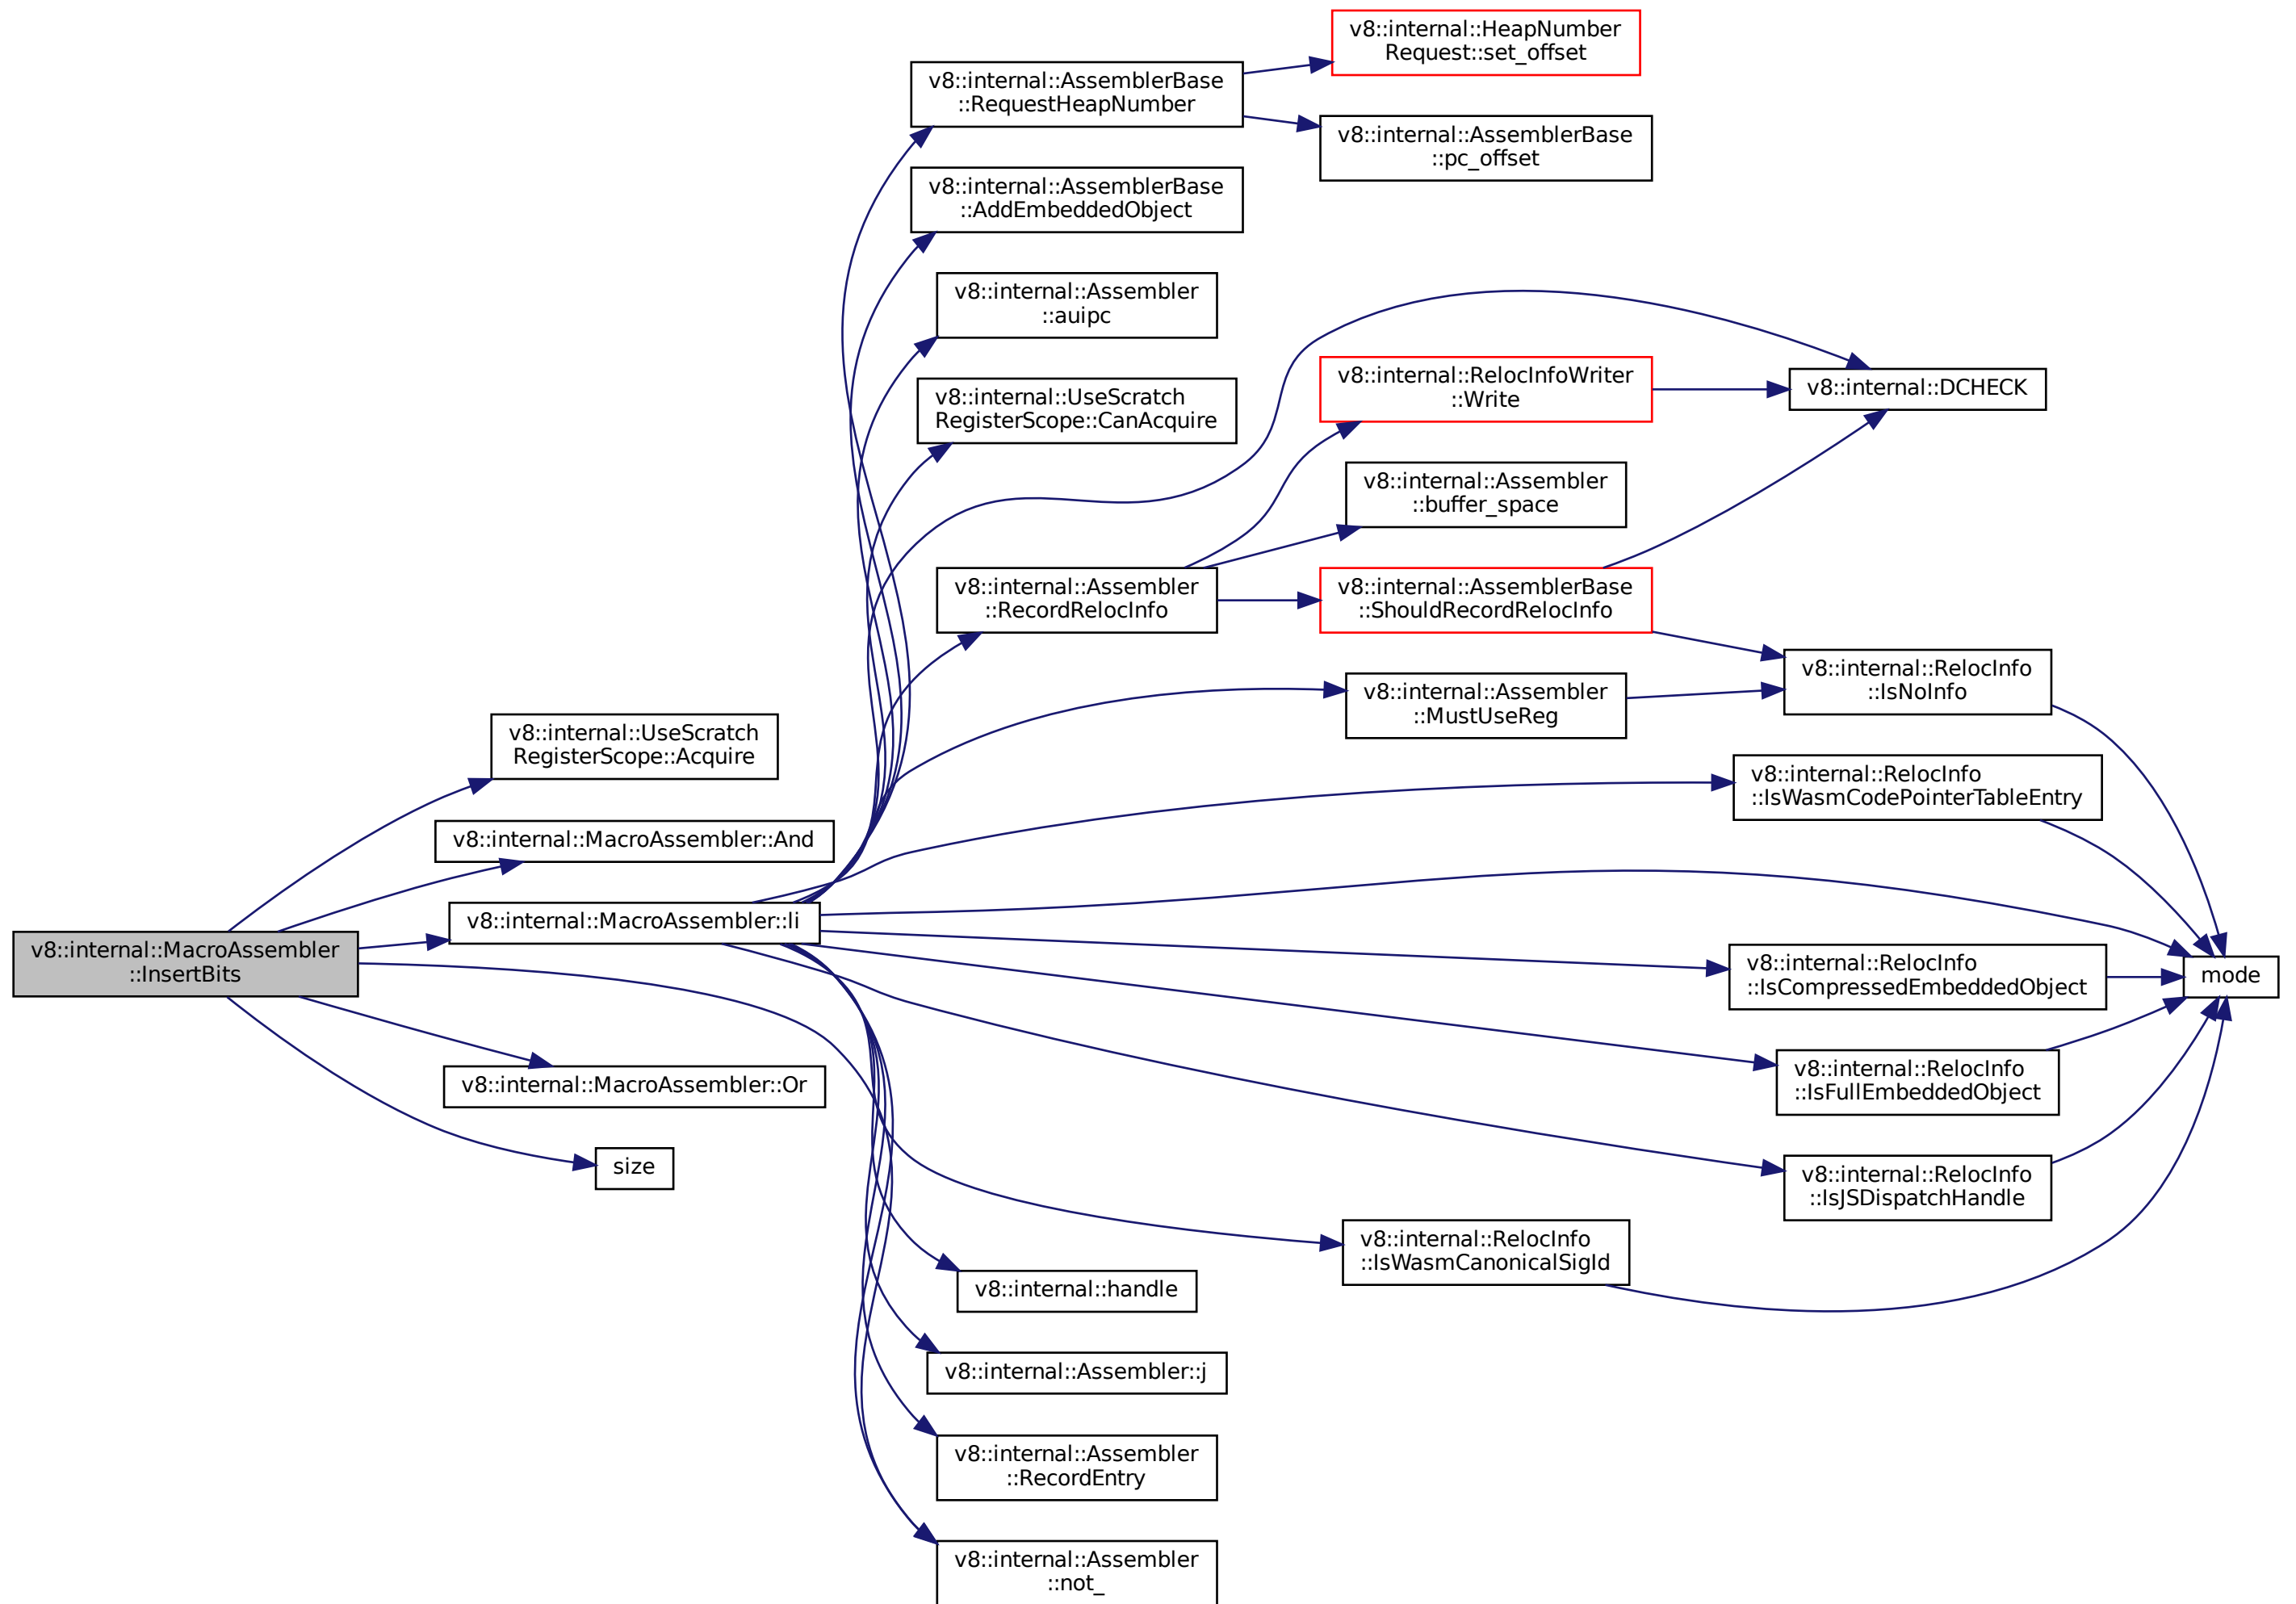 v8::internal::HeapNumber
Request::set_offset
v8::internal::AssemblerBase
::RequestHeapNumber
v8::internal::AssemblerBase
::pc_offset
v8::internal::AssemblerBase
::AddEmbeddedObject
v8::internal::Assembler
::auipc
v8::internal::UseScratch
RegisterScope::CanAcquire
v8::internal::RelocInfoWriter
::Write
v8::internal::DCHECK
v8::internal::Assembler
::buffer_space
v8::internal::Assembler
::RecordRelocInfo
v8::internal::AssemblerBase
::ShouldRecordRelocInfo
v8::internal::Assembler
::MustUseReg
v8::internal::RelocInfo
::IsNoInfo
v8::internal::UseScratch
RegisterScope::Acquire
v8::internal::RelocInfo
::IsWasmCodePointerTableEntry
v8::internal::MacroAssembler::And
v8::internal::MacroAssembler::li
v8::internal::MacroAssembler
::InsertBits
v8::internal::RelocInfo
::IsCompressedEmbeddedObject
mode
v8::internal::RelocInfo
::IsFullEmbeddedObject
v8::internal::MacroAssembler::Or
size
v8::internal::RelocInfo
::IsJSDispatchHandle
v8::internal::RelocInfo
::IsWasmCanonicalSigId
v8::internal::handle
v8::internal::Assembler::j
v8::internal::Assembler
::RecordEntry
v8::internal::Assembler
::not_